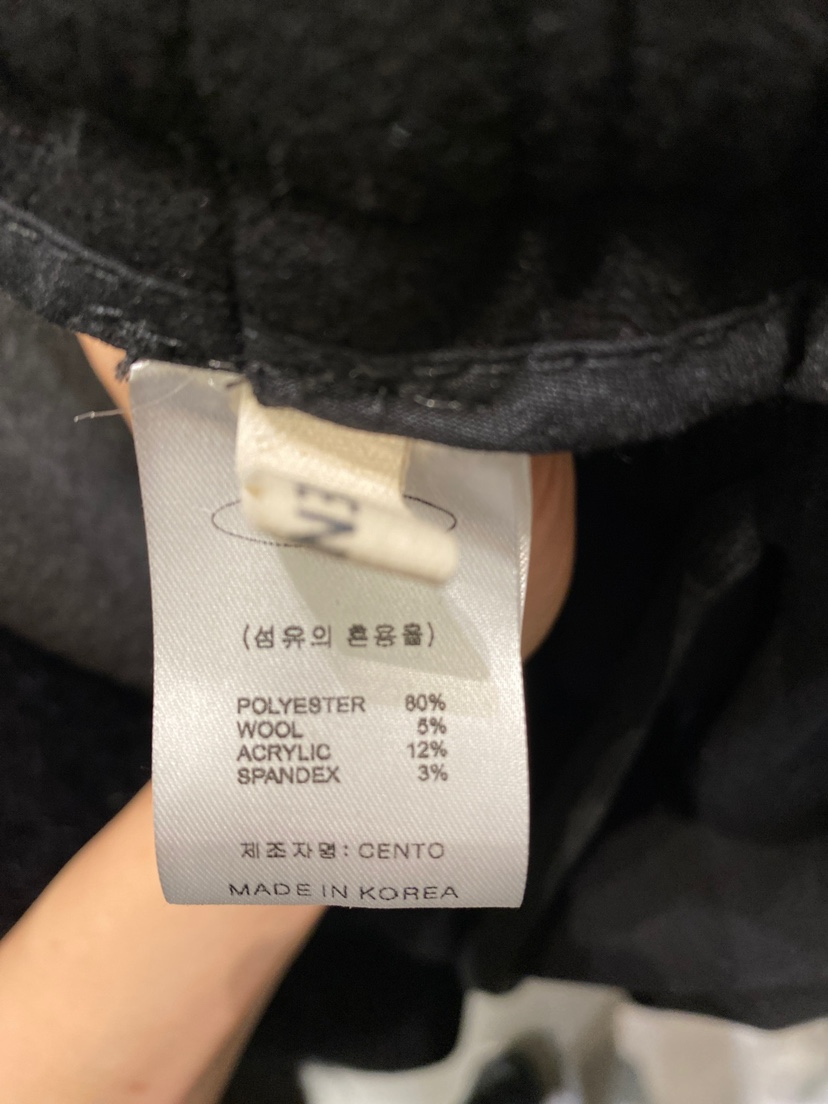 EN
(섬유의 혼용율)
POLYESTER 80%
WOOL 5%
ACRYLIC 12%
SPANDEX 3%
제조자명: CENTO
MADE IN KOREA